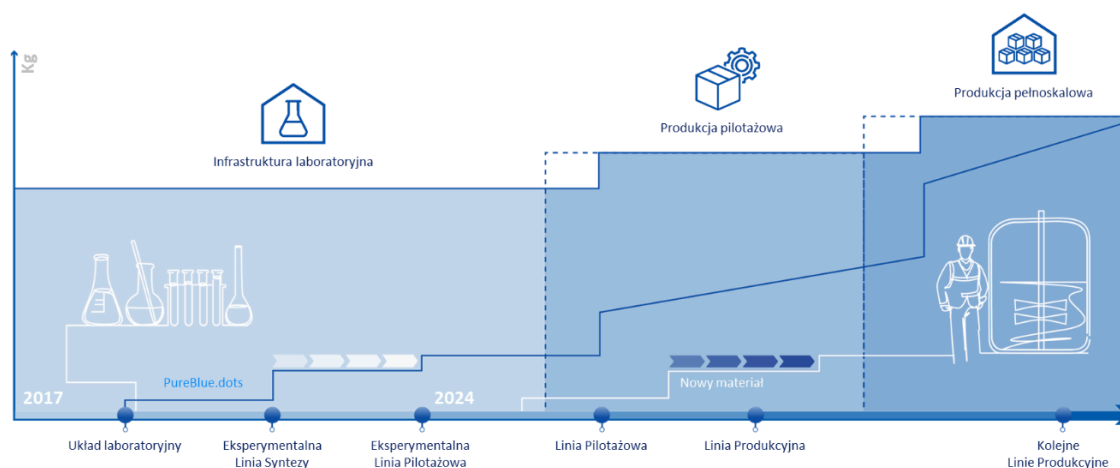 Kg
Infrastruktura laboratoryjna
Produkcja pilotażowa
Produkcja pełnoskalowa
PureBlue.dots
Nowy materiał
2017
2024
Układ laboratoryjny
Eksperymentalna
Linia Syntezy
Eksperymentalna
Linia Pilotażowa
Linia Pilotażowa
Linia Produkcyjna
Kolejne
Linie Produkcyjne